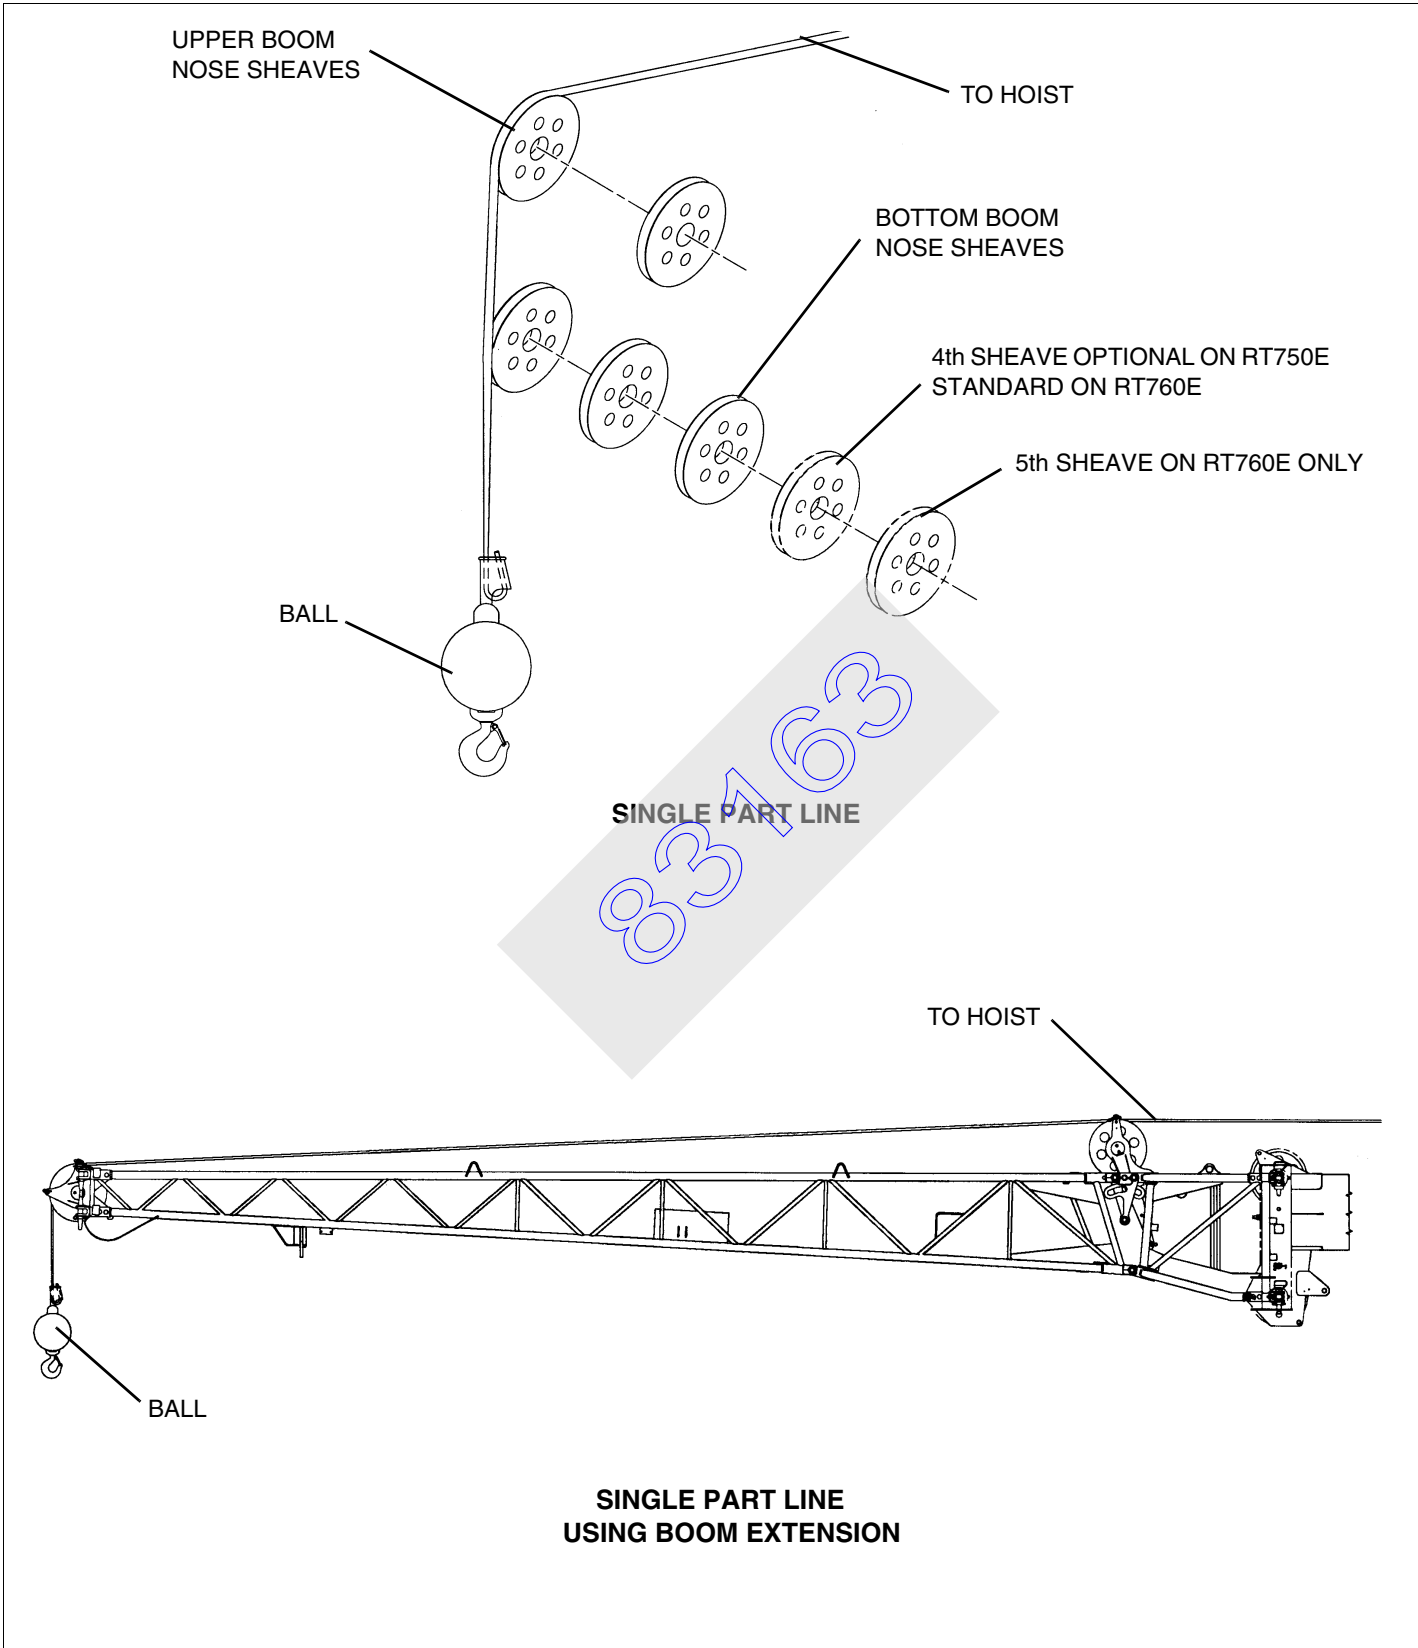 UPPER BOOM
NOSE SHEAVES
TO HOIST
BOTTOM BOOM
NOSE SHEAVES
4th SHEAVE OPTIONAL ON RT750E
STANDARD ON RT760E
5th SHEAVE ON RT760E ONLY
BALL
83163
SINGLE PART LINE
TO HOIST
BALL
SINGLE PART LINE
USING BOOM EXTENSION